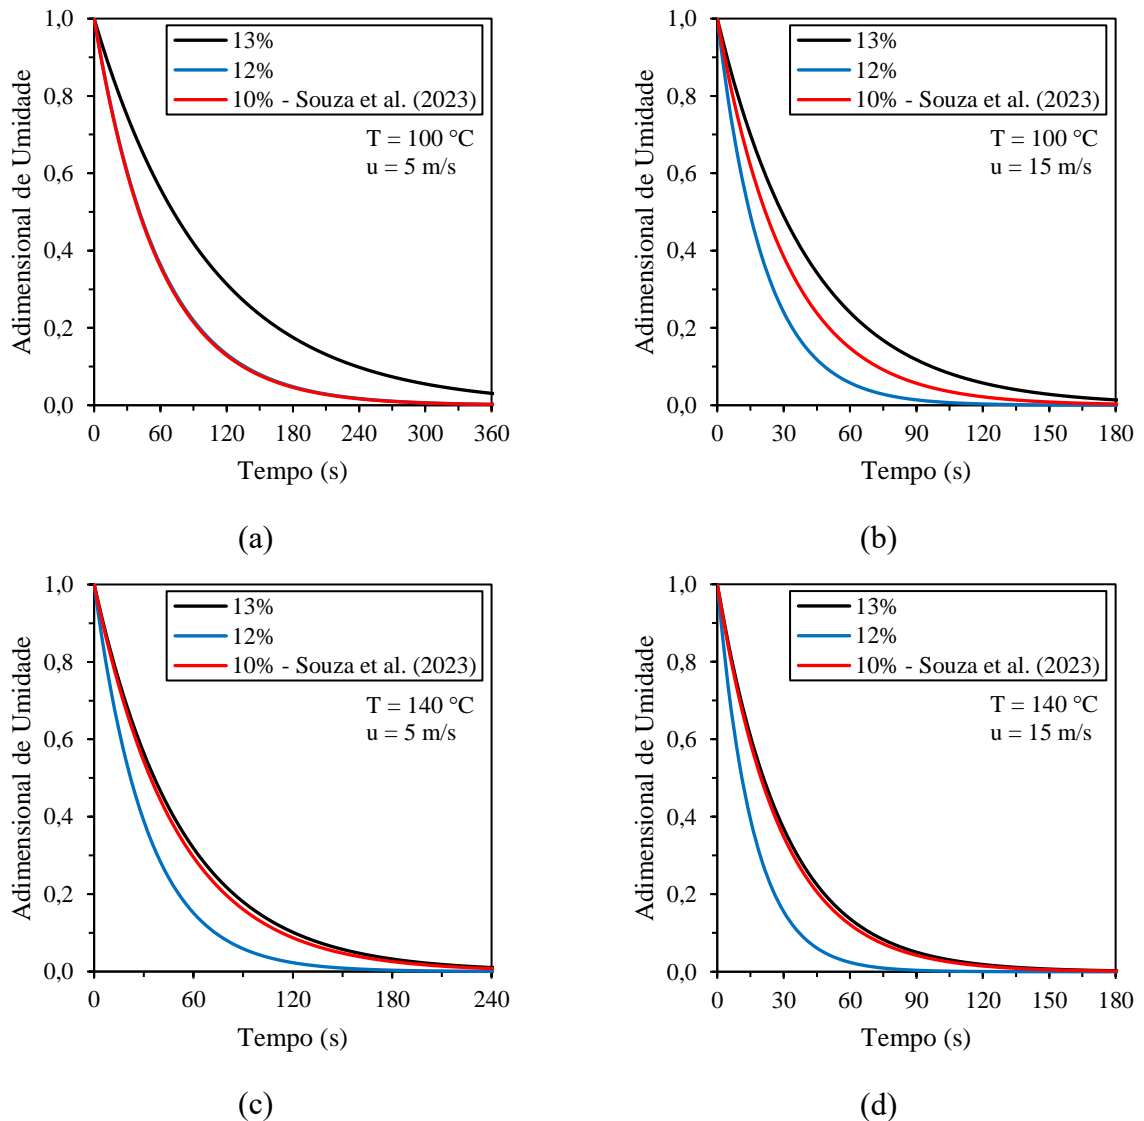 1,0
0,8
0,6
0,4
0,2
0,0
Adimensional de Umidade
13%
12%
10% - Souza et al. (2023)
T = 100 °C
u = 5 m/s
0 60 120 180 240 300 360
Tempo (s)
(a)
1,0
0,8
0,6
0,4
0,2
0,0
Adimensional de Umidade
13%
12%
10% - Souza et al. (2023)
T = 100 °C
u = 15 m/s
0 30 60 90 120 150 180
Tempo (s)
(b)
1,0
0,8
0,6
0,4
0,2
0,0
Adimensional de Umidade
13%
12%
10% - Souza et al. (2023)
T = 140 °C
u = 5 m/s
0 60 120 180 240
Tempo (s)
(c)
1,0
0,8
0,6
0,4
0,2
0,0
Adimensional de Umidade
13%
12%
10% - Souza et al. (2023)
T = 140 °C
u = 15 m/s
0 30 60 90 120 150 180
Tempo (s)
(d)